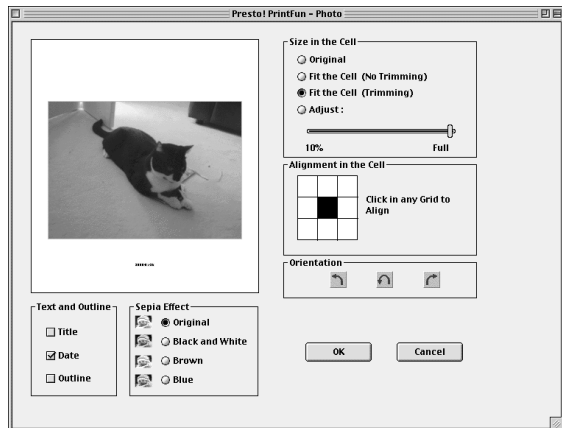 Presto! PrintFun - Photo
Size in the Cell
Original
Fit the Cell (No Trimming)
Fit the Cell (Trimming)
Adjust :
10% Full
Alignment in the Cell
Click in any Grid to
Align
Orientation
Text and Outline
Title
Date
Outline
Sepia Effect
Original
Black and White
Brown
Blue
OK Cancel